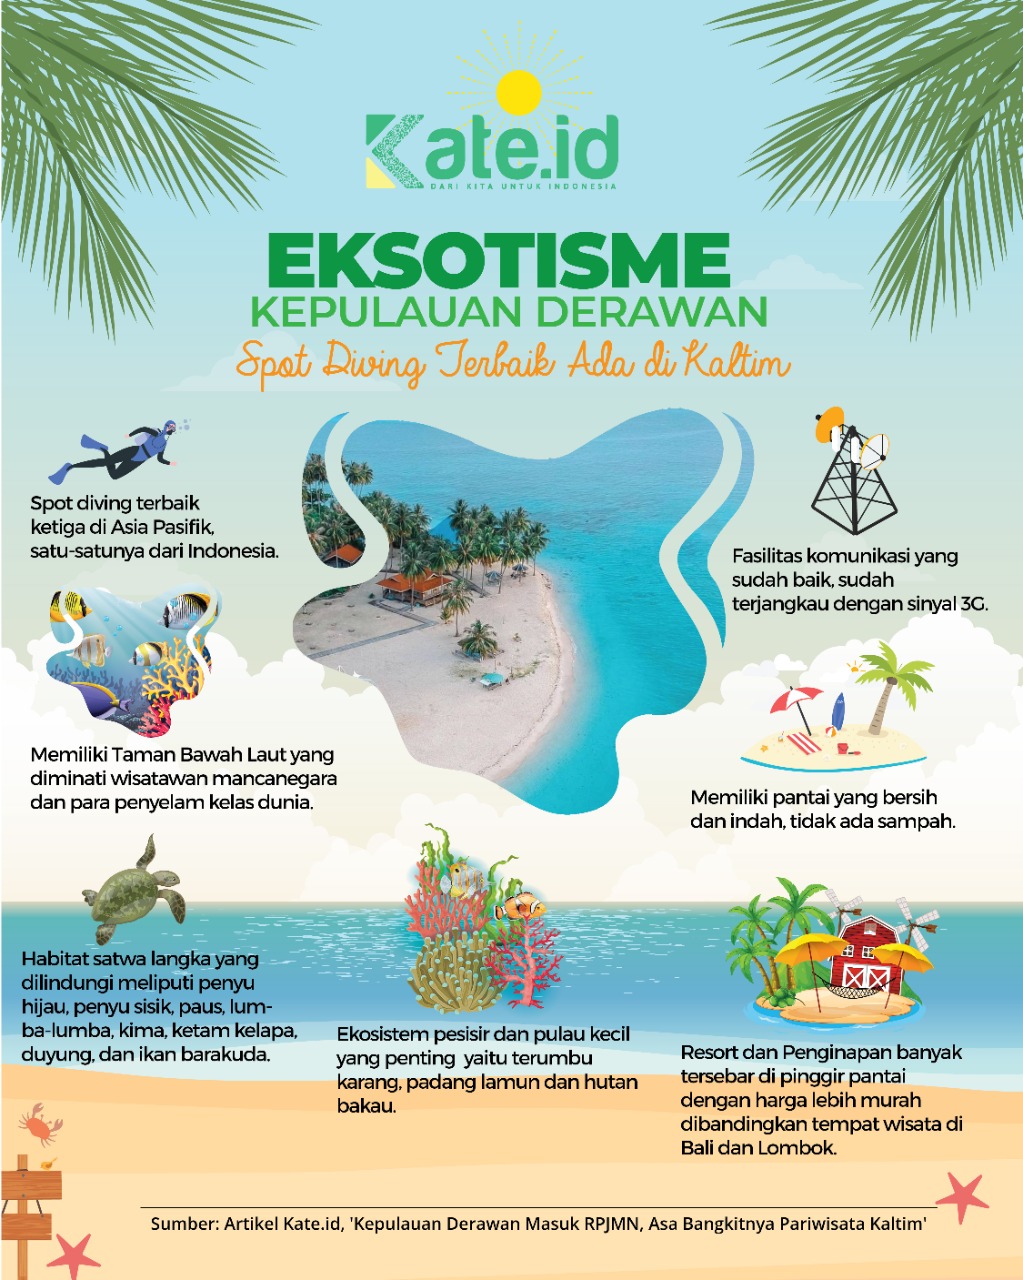 Kate.id
DARI KITA UNTUK INDONESIA
EKSOTISME
KEPULAUAN DERAWAN
Spot Diving Terbaik Ada di Kaltim
Spot diving terbaik
ketiga di Asia Pasifik,
satu-satunya dari Indonesia.
Fasilitas komunikasi yang
sudah baik, sudah
terjangkau dengan sinyal 3G.
Memiliki Taman Bawah Laut yang
diminati wisatawan mancanegara
dan para penyelam kelas dunia.
Memiliki pantai yang bersih
dan indah, tidak ada sampah.
Habitat satwa langka yang
dilindungi meliputi penyu
hijau, penyu sisik, paus, lum-
ba-lumba, kima, ketam kelapa,
duyung, dan ikan barakuda.
Ekosistem pesisir dan pulau kecil
yang penting  yaitu terumbu
karang, padang lamun dan hutan
bakau.
Resort dan Penginapan banyak
tersebar di pinggir pantai
dengan harga lebih murah
dibandingkan tempat wisata di
Bali dan Lombok.
Sumber: Artikel Kate.id, 'Kepulauan Derawan Masuk RPJMN, Asa Bangkitnya Pariwisata Kaltim'